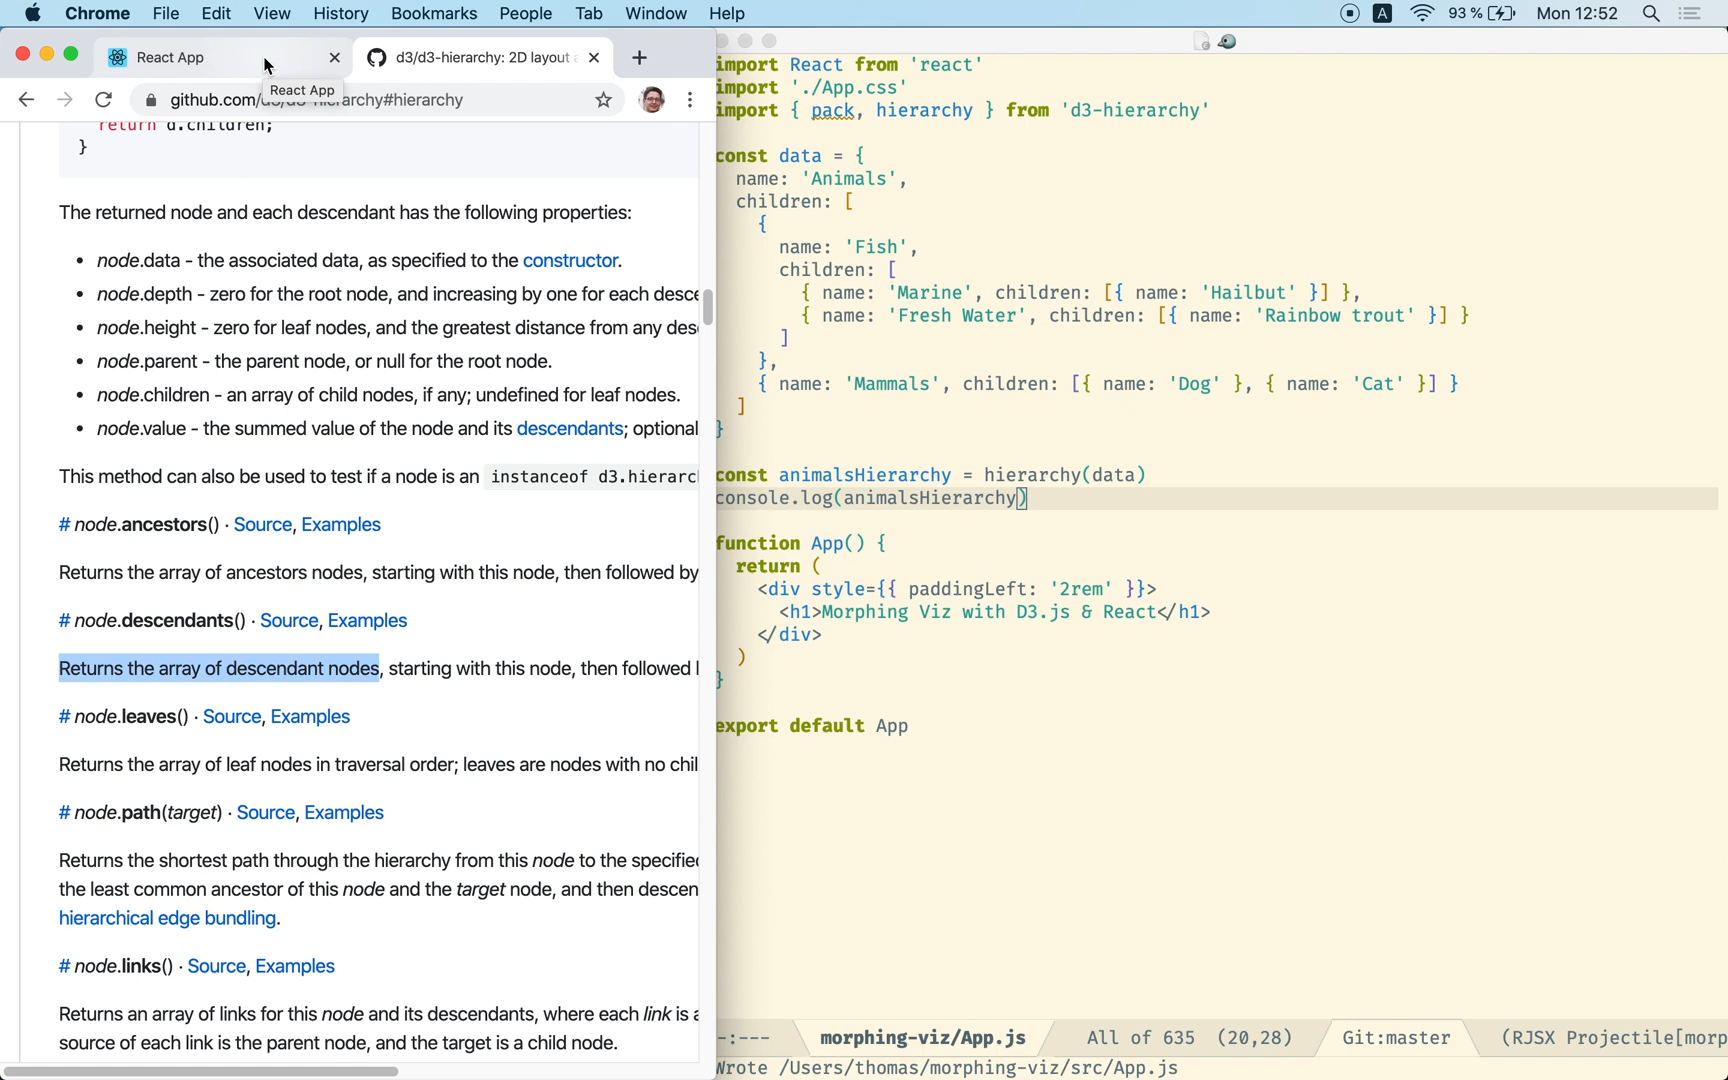 Chrome File Edit View History Bookmarks People Tab Window Help A 93 % Mon 12:52
React App
d3/d3-hierarchy: 2D layout
React App
return d.children;
}
The returned node and each descendant has the following properties:
• node.data - the associated data, as specified to the constructor.
• node.depth - zero for the root node, and increasing by one for each
• node.height - zero for leaf nodes, and the greatest distance from any
• node.parent - the parent node, or null for the root node.
• node.children - an array of child nodes, if any; undefined for leaf nodes.
• node.value - the summed value of the node and its descendants; optional
This method can also be used to test if a node is an instanceof
# node.ancestors() · Source, Examples
Returns the array of ancestors nodes, starting with this node, then followed by
# node.descendants() · Source, Examples
Returns the array of descendant nodes, starting with this node, then followed
# node.leaves() · Source, Examples
Returns the array of leaf nodes in traversal order; leaves are nodes with no
# node.path(target) · Source, Examples
Returns the shortest path through the hierarchy from this node to the
the least common ancestor of this node and the target node, and then
hierarchical edge bundling.
# node.links() · Source, Examples
Returns an array of links for this node and its descendants, where each link is
source of each link is the parent node, and the target is a child node.
import React from 'react'
import './App.css'
import { pack, hierarchy } from 'd3-hierarchy'
const data = {
name: 'Animals',
children: [
{
name: 'Fish',
children: [
{ name: 'Marine', children: [{ name: 'Hailbut' }] },
{ name: 'Fresh Water', children: [{ name: 'Rainbow trout' }] }
]
},
{ name: 'Mammals', children: [{ name: 'Dog' }, { name: 'Cat' }] }
]
}
const animalsHierarchy = hierarchy(data)
console.log(animalsHierarchy)
function App() {
return (
<div style={{ paddingLeft: '2rem' }}>
<h1>Morphing Viz with D3.js & React</h1>
</div>
)
}
export default App
-:--- morphing-viz/App.js All of 635 (20,28) Git:master (RJSX Projectile[morp
Wrote /Users/thomas/morphing-viz/src/App.js